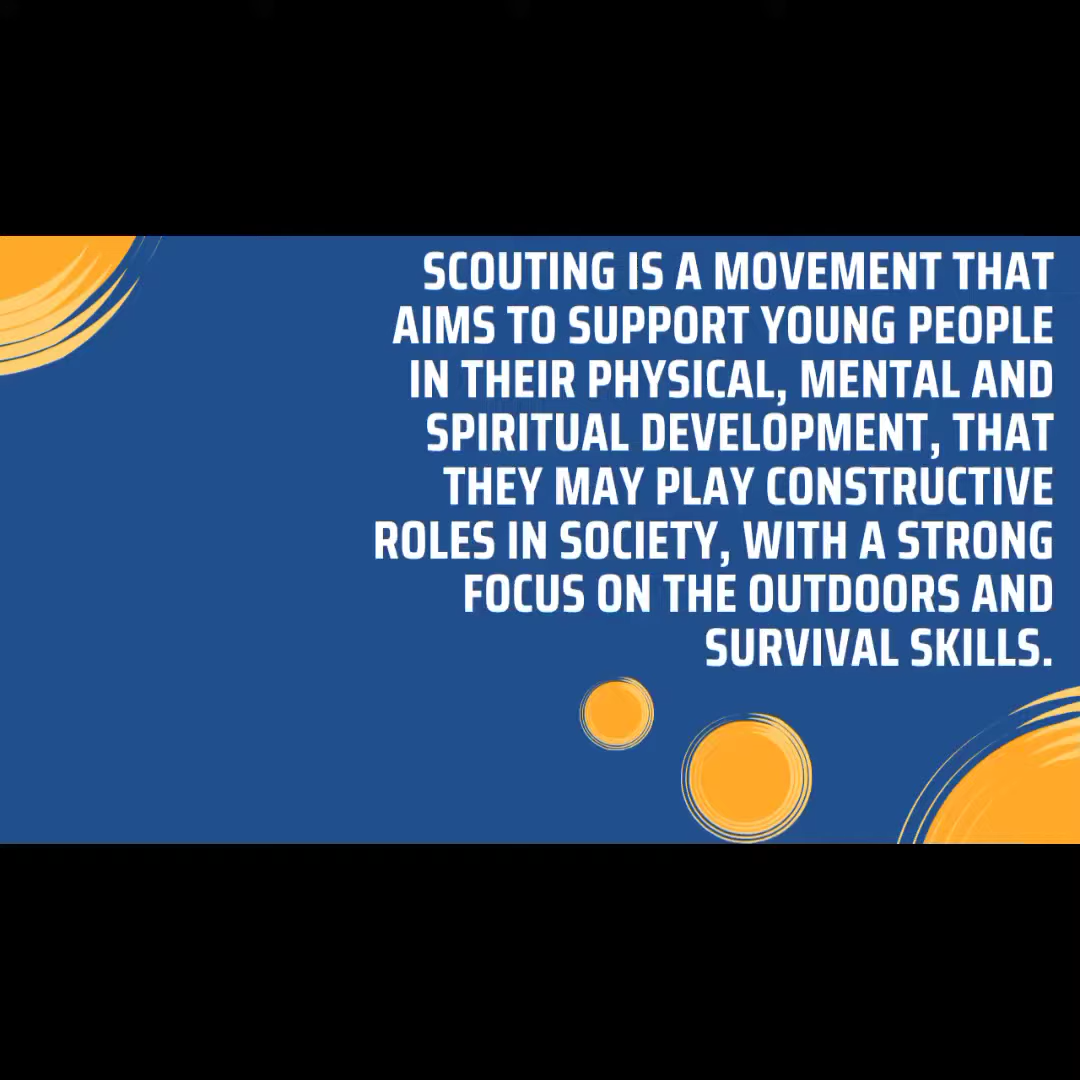 SCOUTING IS A MOVEMENT THAT
AIMS TO SUPPORT YOUNG PEOPLE
IN THEIR PHYSICAL, MENTAL AND
SPIRITUAL DEVELOPMENT, THAT
THEY MAY PLAY CONSTRUCTIVE
ROLES IN SOCIETY, WITH A STRONG
FOCUS ON THE OUTDOORS AND
SURVIVAL SKILLS.